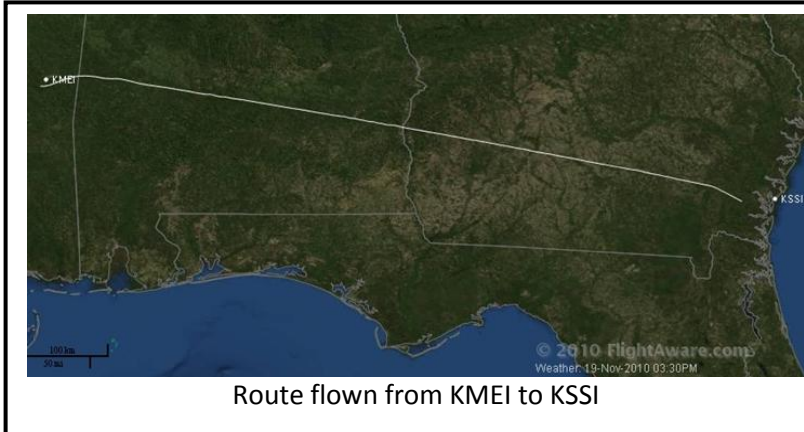 KMEI
KSSI
100 km
50 mi
© 2010 FlightAware.com
Weather: 19-Nov-2010 03:30PM
Route flown from KMEI to KSSI